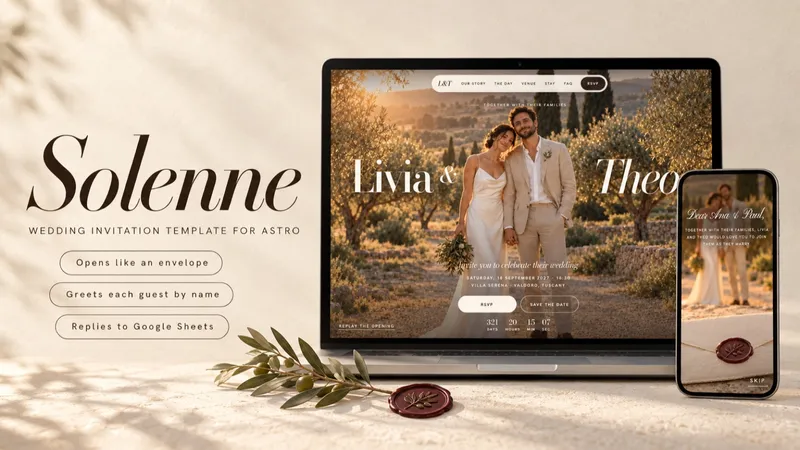 Solenne
WEDDING INVITATION TEMPLATE FOR ASTRO
Opens like an envelope
Greets each guest by name
Replies to Google Sheets
L&T OUR STORY THE DAY VENUE STAY FAQ RSVP
TOGETHER WITH THEIR FAMILIES
Livia & Theo
invite you to celebrate their wedding
SATURDAY, 18 SEPTEMBER 2027 · 16:30
VILLA SERENA · VALDORO, TUSCANY
RSVP SAVE THE DATE
321 20 15 07
DAYS HOURS MIN SEC
REPLAY THE OPENING
Dear Ana & Paul,
TOGETHER WITH THEIR FAMILIES, LIVIA
AND THEO WOULD LOVE YOU TO JOIN
THEM AS THEY MARRY
SKIP